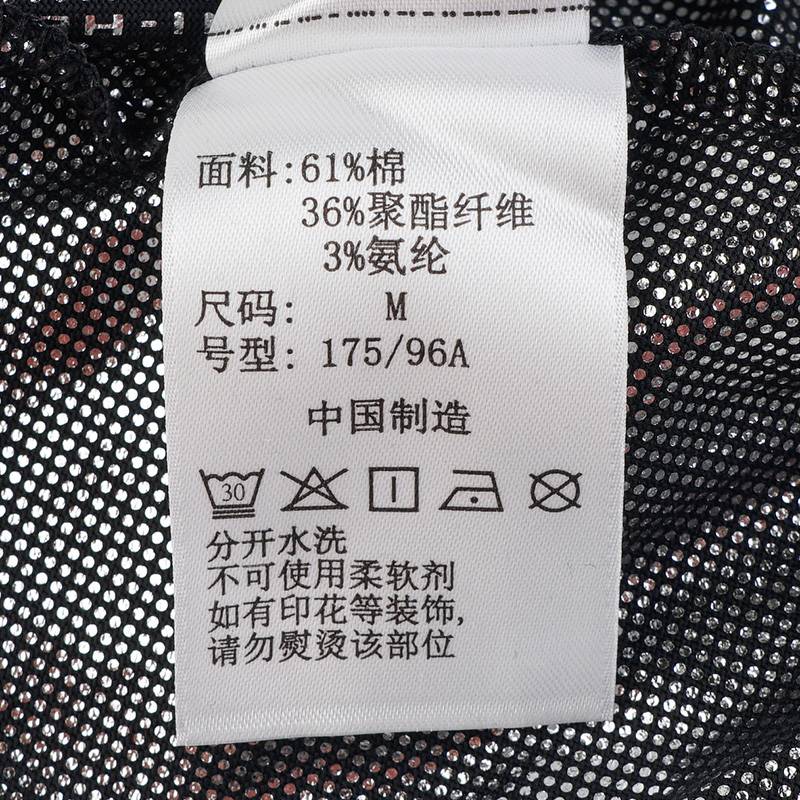 面料:61%棉
36%聚酯纤维
3%氨纶
尺码: M
号型: 175/96A
中国制造
30
分开水洗
不可使用柔软剂
如有印花等装饰,
请勿熨烫该部位